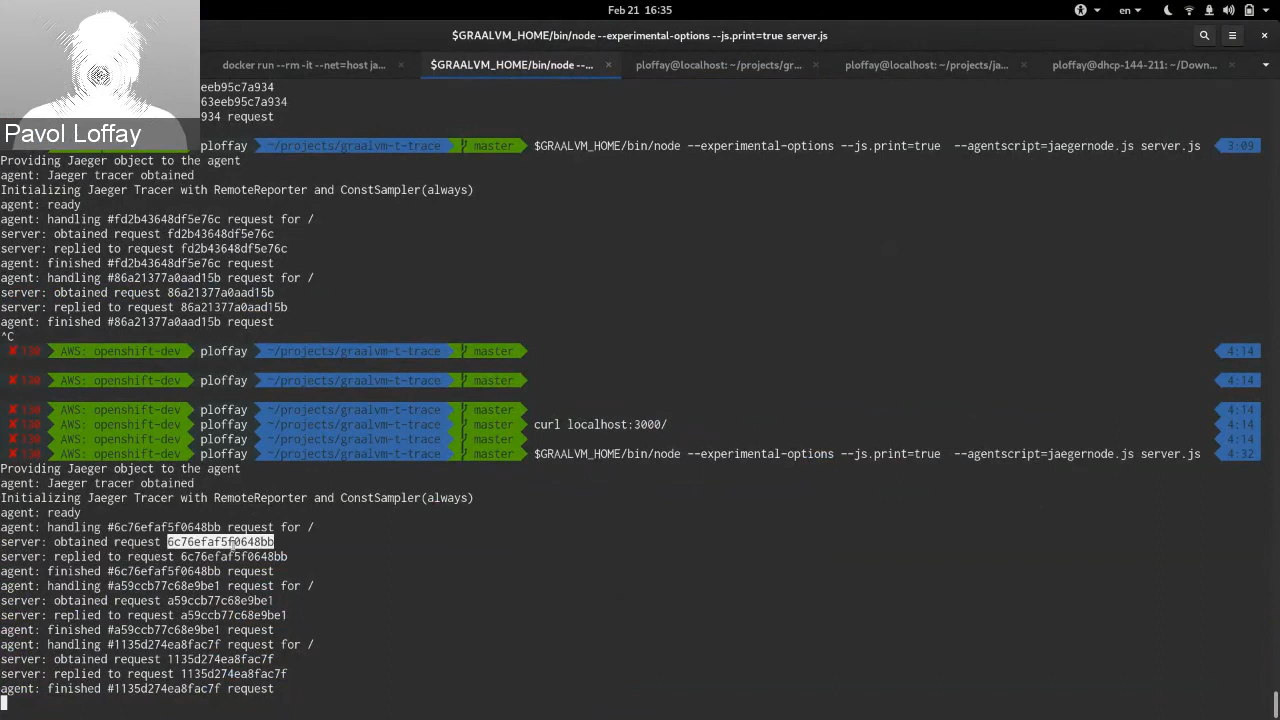 Feb 21 16:35
en
$GRAALVM_HOME/bin/node --experimental-options --js.print=true server.js
docker run --rm -it --net=host ja... × $GRAALVM_HOME/bin/node --... × ploffay@localhost: ~/projects/gr... × ploffay@localhost: ~/projects/ja... × ploffay@dhcp-144-211: ~/Down... ×
Pavol Loffay
eeb95c7a934
63eeb95c7a934
934 request
ploffay ~/projects/graalvm-t-trace master $GRAALVM_HOME/bin/node --experimental-options --js.print=true --agentscript=jaegernode.js server.js 3:09
Providing Jaeger object to the agent
agent: Jaeger tracer obtained
Initializing Jaeger Tracer with RemoteReporter and ConstSampler(always)
agent: ready
agent: handling #fd2b43648df5e76c request for /
server: obtained request fd2b43648df5e76c
server: replied to request fd2b43648df5e76c
agent: finished #fd2b43648df5e76c request
agent: handling #86a21377a0aad15b request for /
server: obtained request 86a21377a0aad15b
server: replied to request 86a21377a0aad15b
agent: finished #86a21377a0aad15b request
^C
✘ 130 AWS: openshift-dev ploffay ~/projects/graalvm-t-trace master 4:14
✘ 130 AWS: openshift-dev ploffay ~/projects/graalvm-t-trace master 4:14
✘ 130 AWS: openshift-dev ploffay ~/projects/graalvm-t-trace master 4:14
✘ 130 AWS: openshift-dev ploffay ~/projects/graalvm-t-trace master curl localhost:3000/ 4:14
✘ 130 AWS: openshift-dev ploffay ~/projects/graalvm-t-trace master 4:14
✘ 130 AWS: openshift-dev ploffay ~/projects/graalvm-t-trace master $GRAALVM_HOME/bin/node --experimental-options --js.print=true --agentscript=jaegernode.js server.js 4:32
Providing Jaeger object to the agent
agent: Jaeger tracer obtained
Initializing Jaeger Tracer with RemoteReporter and ConstSampler(always)
agent: ready
agent: handling #6c76efaf5f0648bb request for /
server: obtained request 6c76efaf5f0648bb
server: replied to request 6c76efaf5f0648bb
agent: finished #6c76efaf5f0648bb request
agent: handling #a59ccb77c68e9be1 request for /
server: obtained request a59ccb77c68e9be1
server: replied to request a59ccb77c68e9be1
agent: finished #a59ccb77c68e9be1 request
agent: handling #1135d274ea8fac7f request for /
server: obtained request 1135d274ea8fac7f
server: replied to request 1135d274ea8fac7f
agent: finished #1135d274ea8fac7f request